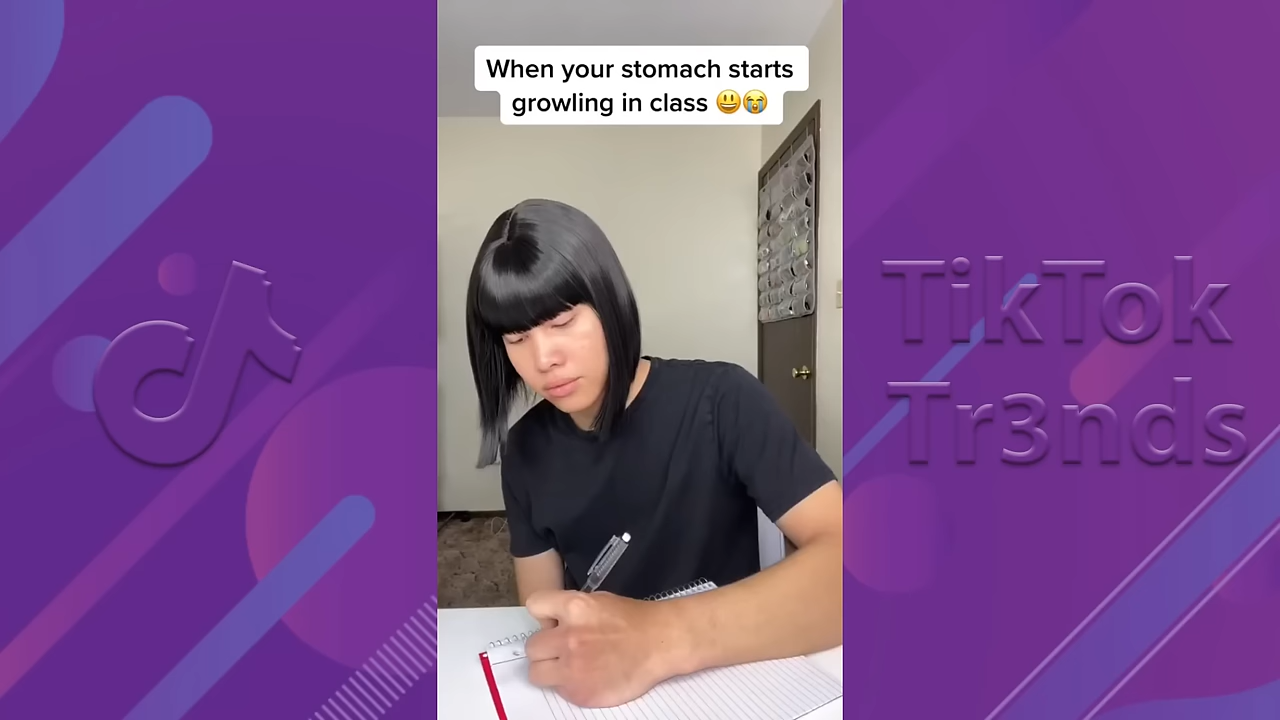 When your stomach starts
growling in class 😃😭
TikTok
Tr3nds